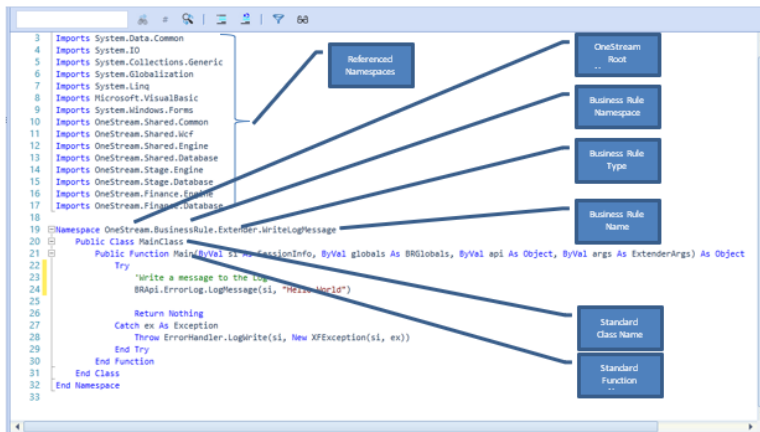 3 Imports System.Data.Common
4 Imports System.IO
5 Imports System.Collections.Generic
6 Imports System.Globalization
7 Imports System.Linq
8 Imports Microsoft.VisualBasic
9 Imports System.Windows.Forms
10 Imports OneStream.Shared.Common
11 Imports OneStream.Shared.Wcf
12 Imports OneStream.Shared.Engine
13 Imports OneStream.Shared.Database
14 Imports OneStream.Stage.Engine
15 Imports OneStream.Stage.Database
16 Imports OneStream.Finance.Engine
17 Imports OneStream.Finance.Database
18
19 Namespace OneStream.BusinessRule.Extender.WriteLogMessage
20 Public Class MainClass
21 Public Function Main(ByVal si As SessionInfo, ByVal globals As BRGlobals, ByVal api As Object, ByVal args As ExtenderArgs) As Object
22 Try
23 'Write a message to the Log
24 BRApi.ErrorLog.LogMessage(si, "Hello World")
25
26 Return Nothing
27 Catch ex As Exception
28 Throw ErrorHandler.LogWrite(si, New XFException(si, ex))
29 End Try
30 End Function
31 End Class
32 End Namespace
33
Referenced
Namespaces
OneStream
Root
Business Rule
Namespace
Business Rule
Type
Business Rule
Name
Standard
Class Name
Standard
Function